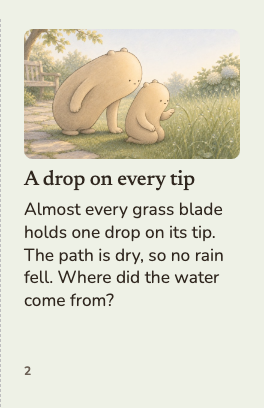 A drop on every tip
Almost every grass blade
holds one drop on its tip.
The path is dry, so no rain
fell. Where did the water
come from?
2